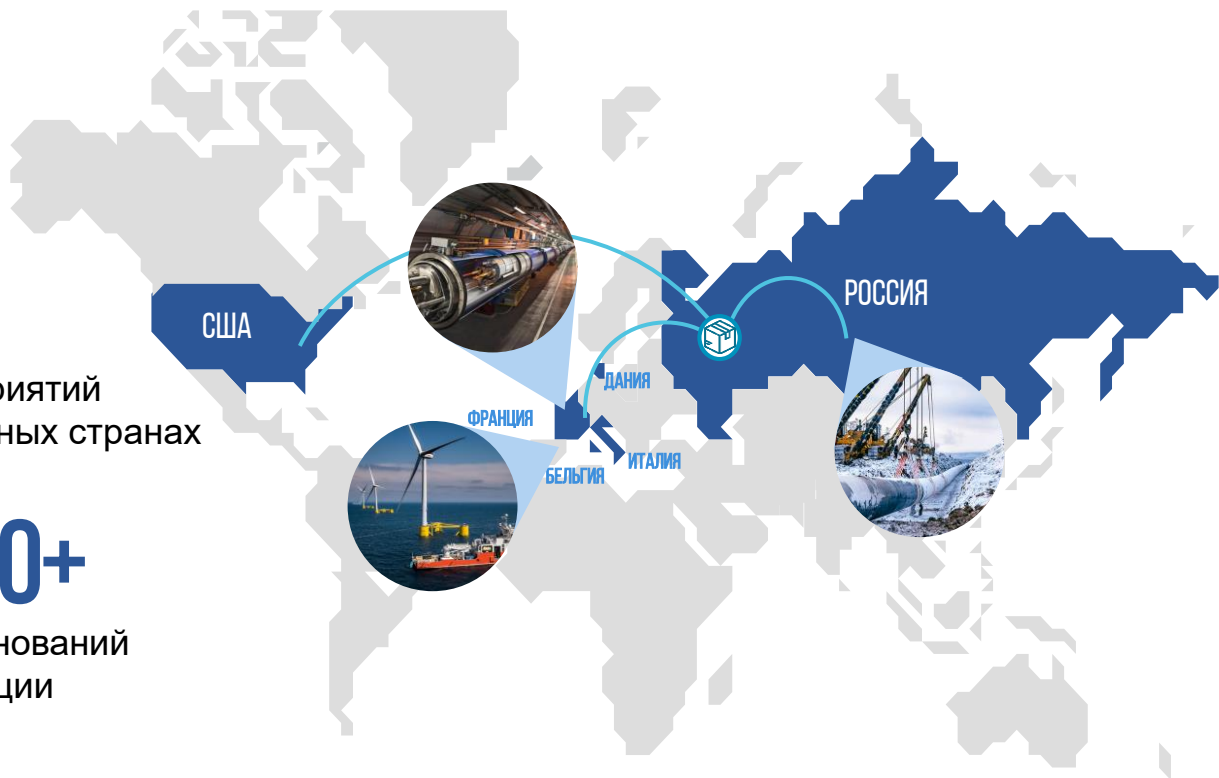 РОССИЯ
США
ДАНИЯ
риятий
ФРАНЦИЯ
ных странах
ИТАЛИЯ
БЕЛЬГИЯ
0+
нований
ции